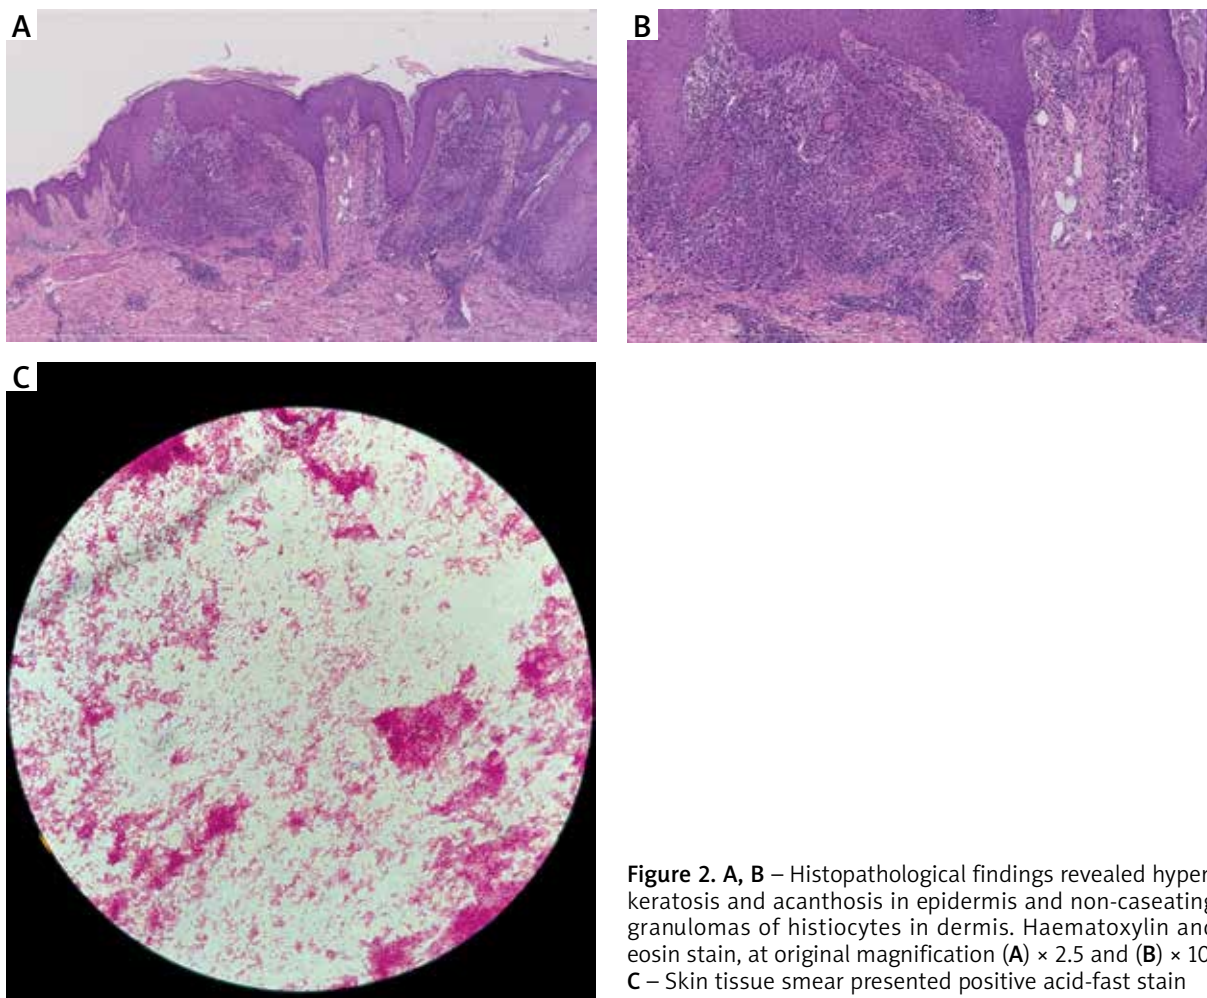 A
B
C
Figure 2. A, B – Histopathological findings revealed hyper
keratosis and acanthosis in epidermis and non-caseating
granulomas of histiocytes in dermis. Haematoxylin and
eosin stain, at original magnification (A) × 2.5 and (B) × 10
C – Skin tissue smear presented positive acid-fast stain